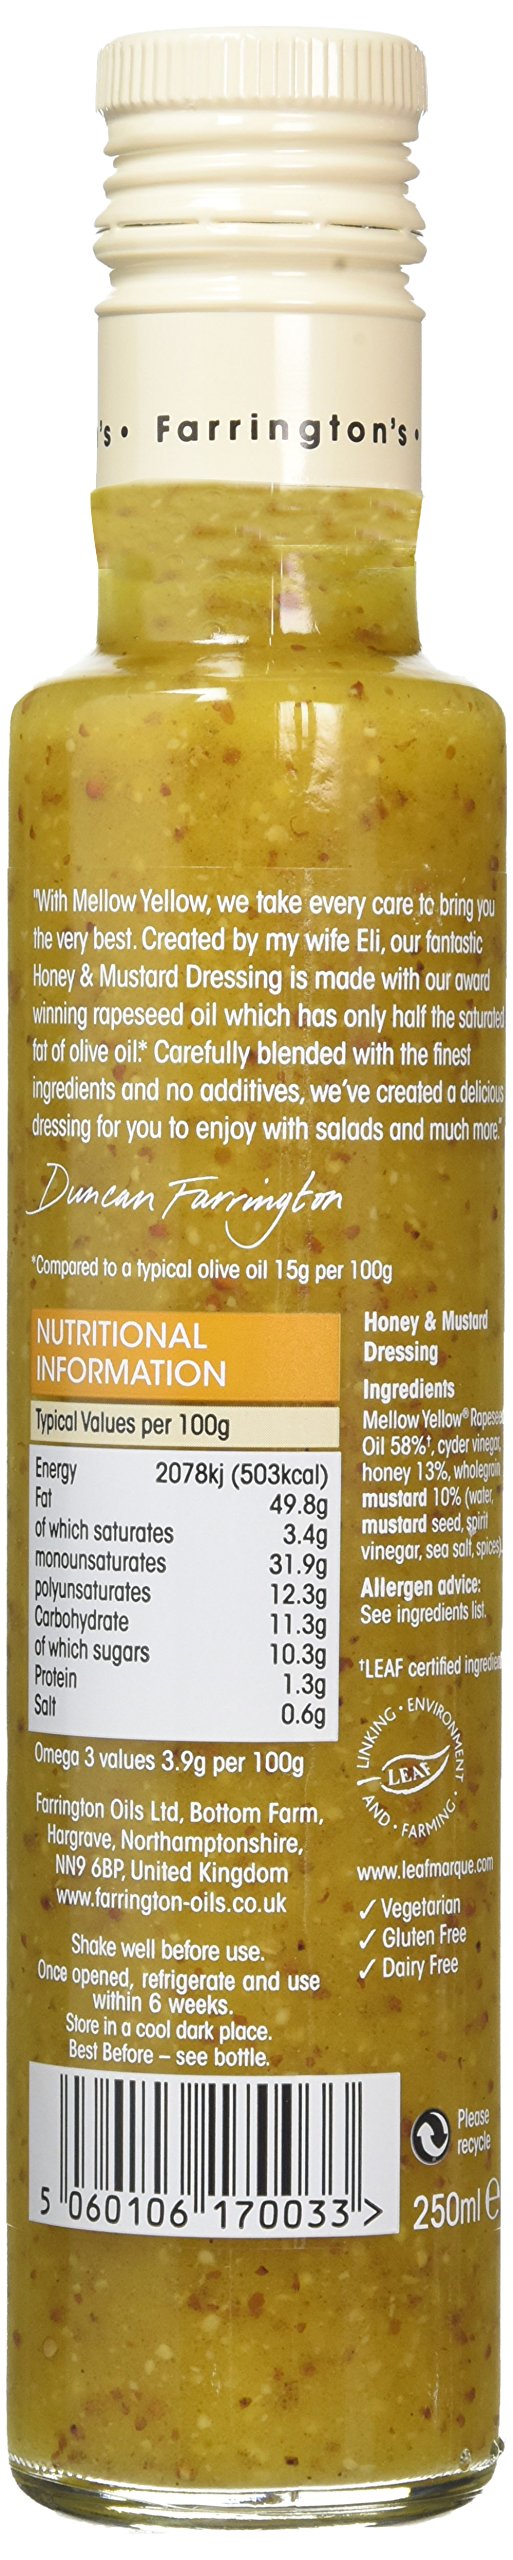 's • Farrington's •
"With Mellow Yellow, we take every care to bring you
the very best. Created by my wife Eli, our fantastic
Honey & Mustard Dressing is made with our award
winning rapeseed oil which has only half the saturated
fat of olive oil.* Carefully blended with the finest
ingredients and no additives, we've created a delicious
dressing for you to enjoy with salads and much more."
Duncan Farrington
*Compared to a typical olive oil 15g per 100g
NUTRITIONAL
INFORMATION
Typical Values per 100g
Energy 2078kj (503kcal)
Fat 49.8g
of which saturates 3.4g
monounsaturates 31.9g
polyunsaturates 12.3g
Carbohydrate 11.3g
of which sugars 10.3g
Protein 1.3g
Salt 0.6g
Omega 3 values 3.9g per 100g
Farrington Oils Ltd, Bottom Farm,
Hargrave, Northamptonshire,
NN9 6BP, United Kingdom
www.farrington-oils.co.uk
Shake well before use.
Once opened, refrigerate and use
within 6 weeks.
Store in a cool dark place.
Best Before – see bottle.
5 060106 170033 >
Honey & Mustard
Dressing
Ingredients
Mellow Yellow® Rapeseed
Oil 58%†, cyder vinegar,
honey 13%, wholegrain
mustard 10% (water,
mustard seed, spirit
vinegar, sea salt, spices).
Allergen advice:
See ingredients list.
†LEAF certified ingredient
LINKING • ENVIRONMENT
AND • FARMING •
LEAF
www.leafmarque.com
✓ Vegetarian
✓ Gluten Free
✓ Dairy Free
Please
recycle
250ml e